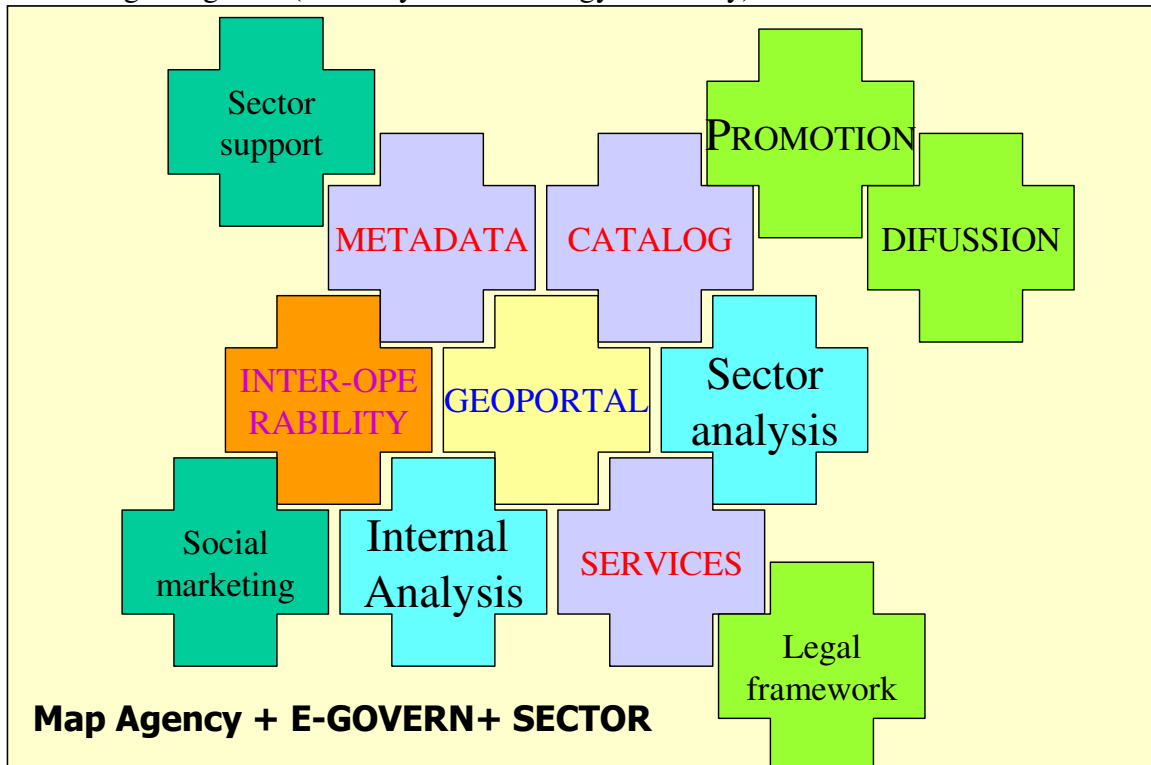 Sector
support
PROMOTION
METADATA
CATALOG
DIFUSSION
INTER-OPE
RABILITY
GEOPORTAL
Sector
analysis
Social
marketing
Internal
Analysis
SERVICES
Legal
framework
Map Agency + E-GOVERN+ SECTOR